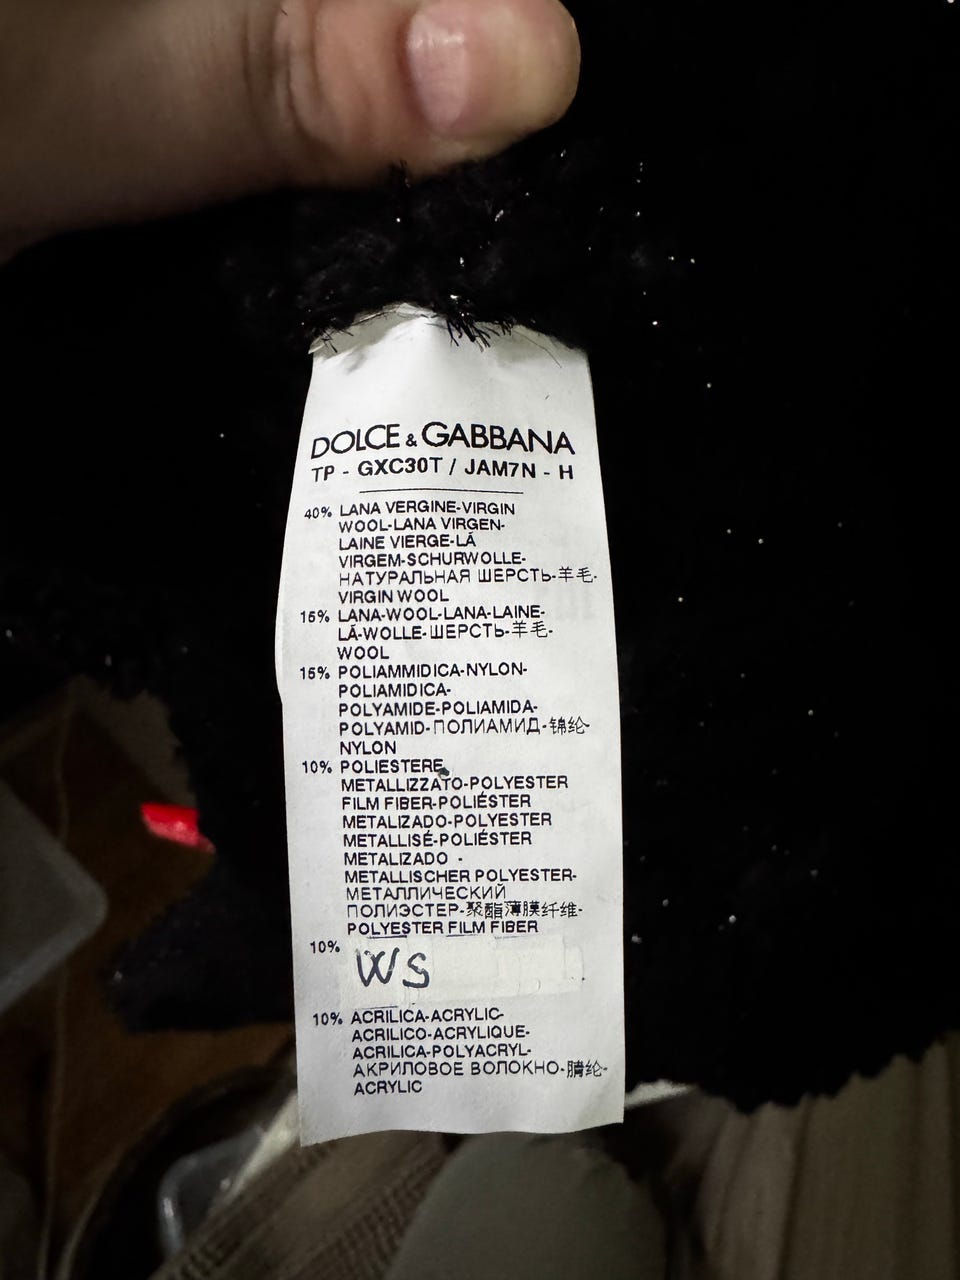 DOLCE & GABBANA
TP - GXC30T / JAM7N - H
40% LANA VERGINE-VIRGIN
WOOL-LANA VIRGEN-
LAINE VIERGE-LÃ
VIRGEM-SCHURWOLLE-
НАТУРАЛЬНАЯ ШЕРСТЬ-羊毛-
VIRGIN WOOL
15% LANA-WOOL-LANA-LAINE-
LÃ-WOLLE-ШЕРСТЬ-羊毛-
WOOL
15% POLIAMMIDICA-NYLON-
POLIAMIDICA-
POLYAMIDE-POLIAMIDA-
POLYAMID-ПОЛИАМИД-锦纶-
NYLON
10% POLIESTERE
METALLIZZATO-POLYESTER
FILM FIBER-POLIÉSTER
METALIZADO-POLYESTER
METALLISÉ-POLIÉSTER
METALIZADO -
METALLISCHER POLYESTER-
МЕТАЛЛИЧЕСКИЙ
ПОЛИЭСТЕР-聚酯薄膜纤维-
POLYESTER FILM FIBER
10% WS
10% ACRILICA-ACRYLIC-
ACRILICO-ACRYLIQUE-
ACRILICA-POLYACRYL-
АКРИЛОВОЕ ВОЛОКНО-腈纶-
ACRYLIC